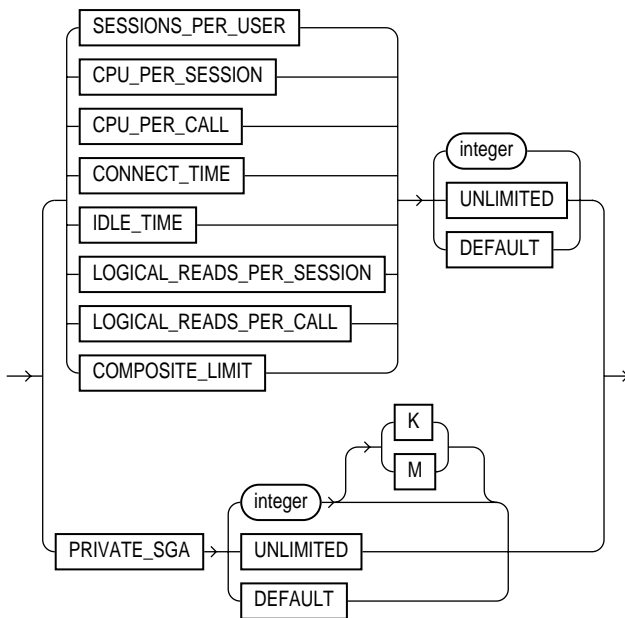 SESSIONS_PER_USER
CPU_PER_SESSION
CPU_PER_CALL
CONNECT_TIME
IDLE_TIME
LOGICAL_READS_PER_SESSION
LOGICAL_READS_PER_CALL
COMPOSITE_LIMIT
integer
UNLIMITED
DEFAULT
PRIVATE_SGA
integer
K
M
UNLIMITED
DEFAULT